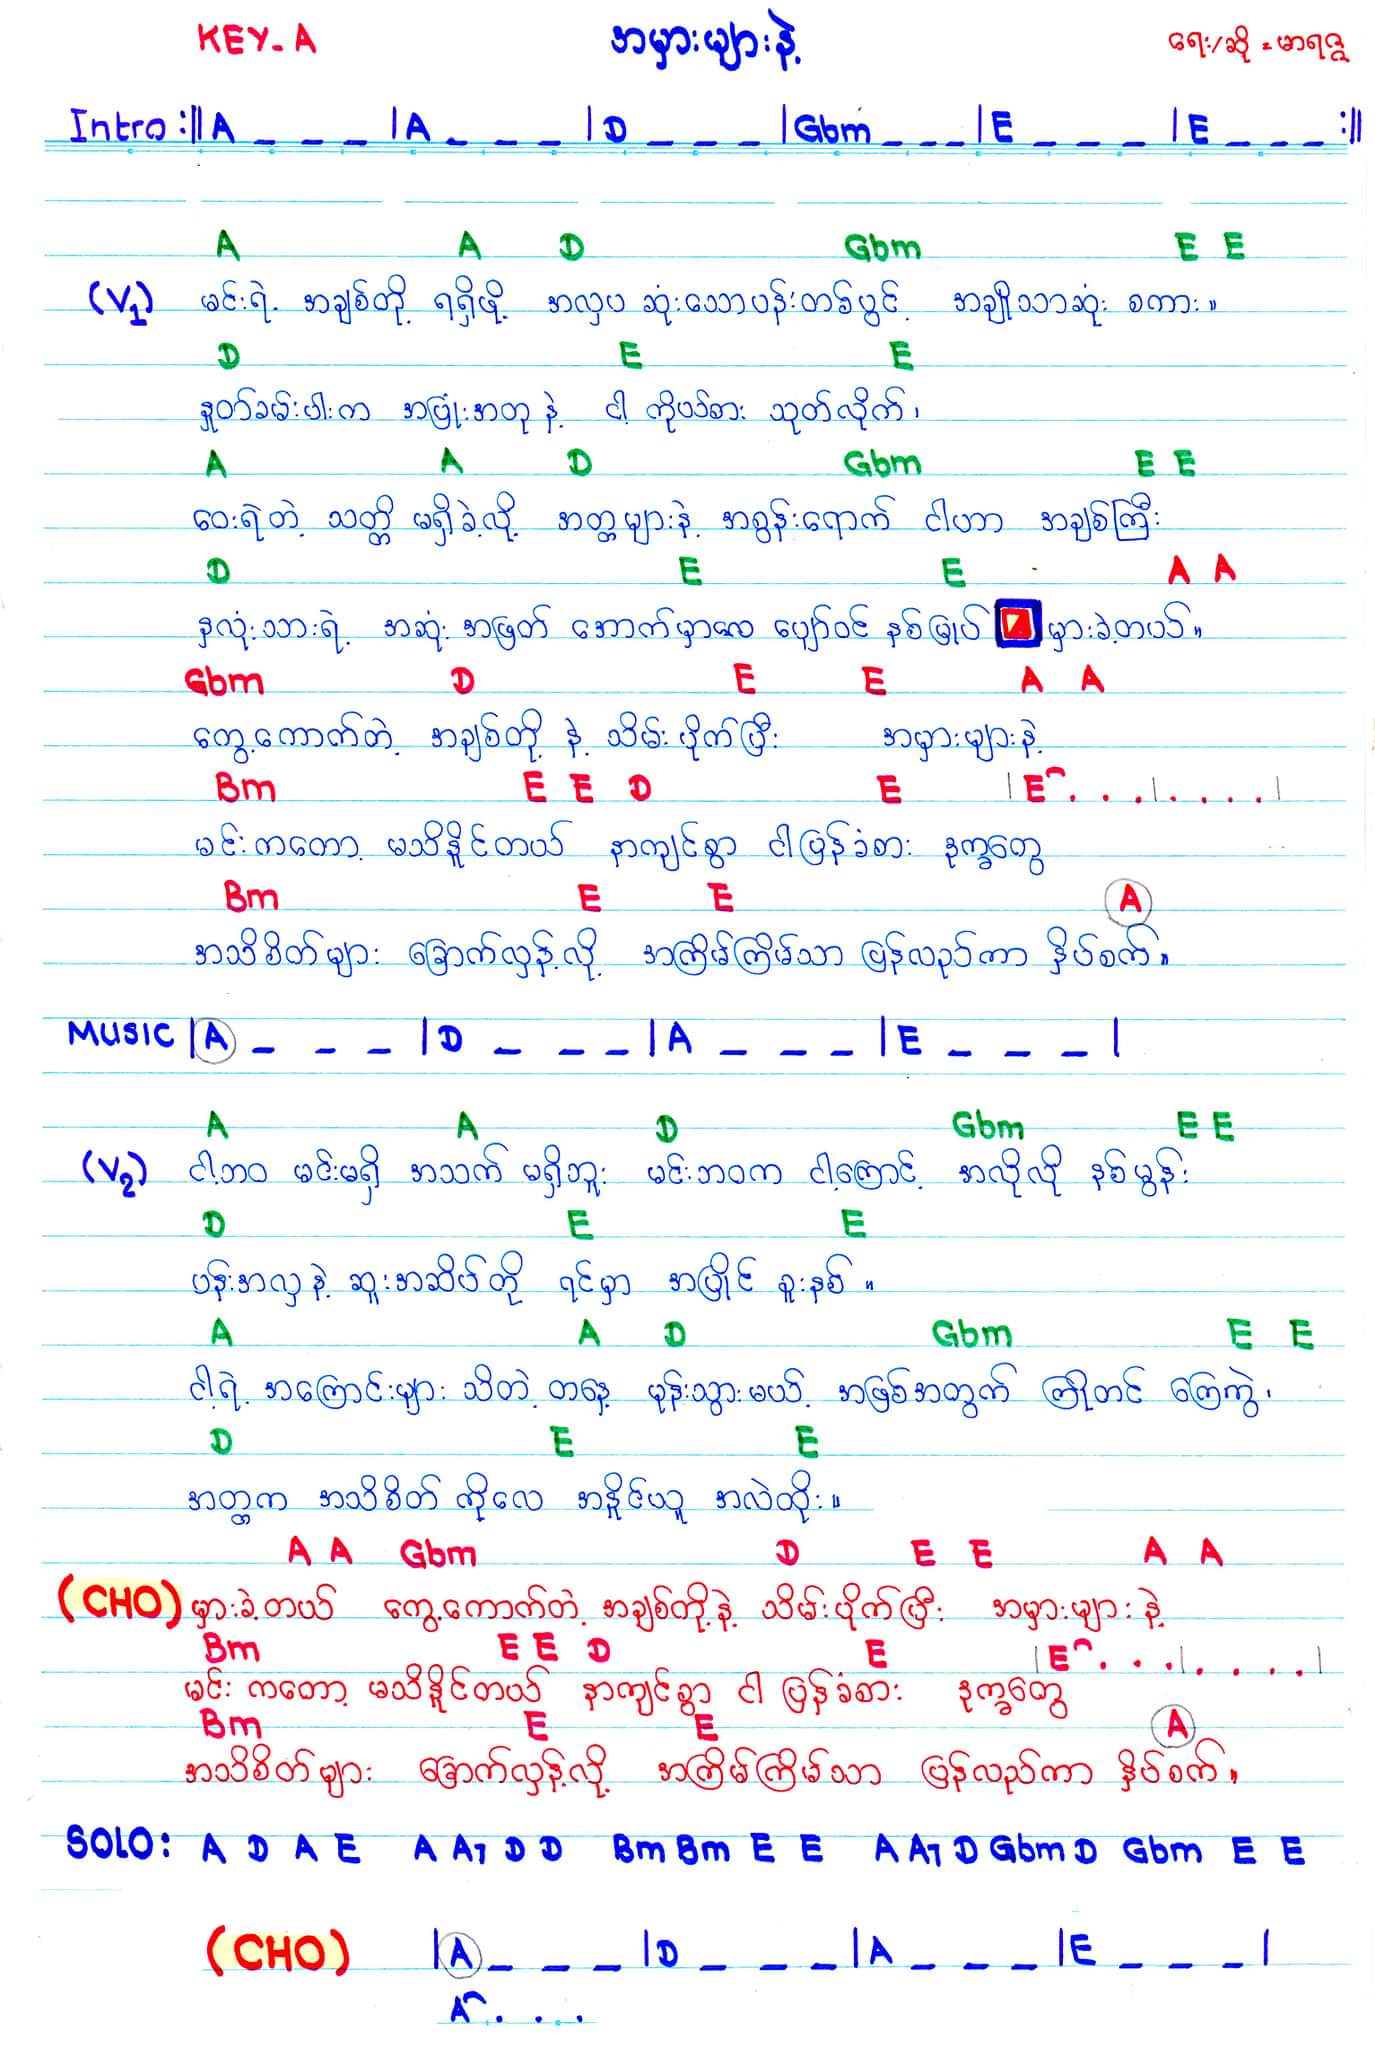 KEY-A အမှားများနဲ့ ရေး/ဆို = မာရဇ္ဇ
Intro :‖ A _ _ _ | A _ _ _ | D _ _ _ | Gbm _ _ _ | E _ _ _ | E _ _ _ :‖
A A D Gbm E E
(V1) မင်းရဲ့ အချစ်တို့ ရရှိဖို့ အလှပ ဆုံးသောပန်းတစ်ပွင့် အချိုသာဆုံး စကား။
D E E
နှုတ်ခမ်းပါးက အပြုံးအတု နဲ့ ငါ့ ကိုယ်စား သုတ်လိုက်၊
A A D Gbm E E
ဝေးရဲတဲ့ သတ္တိ မရှိခဲ့လို့ အတ္တများနဲ့ အစွန်းရောက် ငါဟာ အချစ်ကြီး
D E E A A
နှလုံးသားရဲ့ အဆုံး အဖြတ် အောက်မှာလေ ပျော်ဝင် နစ်မြုပ် မှားခဲ့တယ်။
Gbm D E E A A
ကွေ့ကောက်တဲ့ အချစ်တို့ နဲ့ သိမ်းပိုက်ပြီး အမှားများနဲ့
Bm E E D E | E . . . | . . . . |
မင်းကတော့ မသိနိူင်တယ် နာကျင်စွာ ငါပြန်ခံစား ဒုက္ခတွေ
Bm E E A
အသိစိတ်များ ခြောက်လှန့်လို့ အကြိမ်ကြိမ်သာ ပြန်လည်ကာ နှိပ်စက်။
MUSIC | A _ _ _ | D _ _ _ | A _ _ _ | E _ _ _ |
A A D Gbm E E
(V2) ငါ့ဘဝ မင်းမရှိ အသက် မရှိဘူး မင်းဘဝက ငါ့ကြောင့် အလိုလို နစ်မွန်း
D E E
ပန်းအလှနဲ့ ဆူးအဆိပ်တို့ ရင်မှာ အပြိုင် စူးနစ် ။
A A D Gbm E E
ငါ့ရဲ့ အကြောင်းများ သိတဲ့ တနေ့ မုန်းသွားမယ့် အဖြစ်အတွက် ကြိုတင် ကြေကွဲ၊
D E E
အတ္တက အသိစိတ် ကိုလေ အနိူင်ယူ အလဲထိုး။
A A Gbm D E E A A
(CHO) မှားခဲ့တယ် ကွေ့ကောက်တဲ့ အချစ်တို့နဲ့ သိမ်းပိုက်ပြီး အမှားများ နဲ့
Bm E E D E | E . . . | . . . . |
မင်း ကတော့ မသိနိူင်တယ် နာကျင်စွာ ငါ ပြန်ခံစား ဒုက္ခတွေ
Bm E E A
အသိစိတ်များ ခြောက်လှန့်လို့ အကြိမ်ကြိမ်သာ ပြန်လည်ကာ နှိပ်စက်။
SOLO: A D A E A A7 D D Bm Bm E E A A7 D Gbm D Gbm E E
(CHO) | A _ _ _ | D _ _ _ | A _ _ _ | E _ _ _ |
A . . .